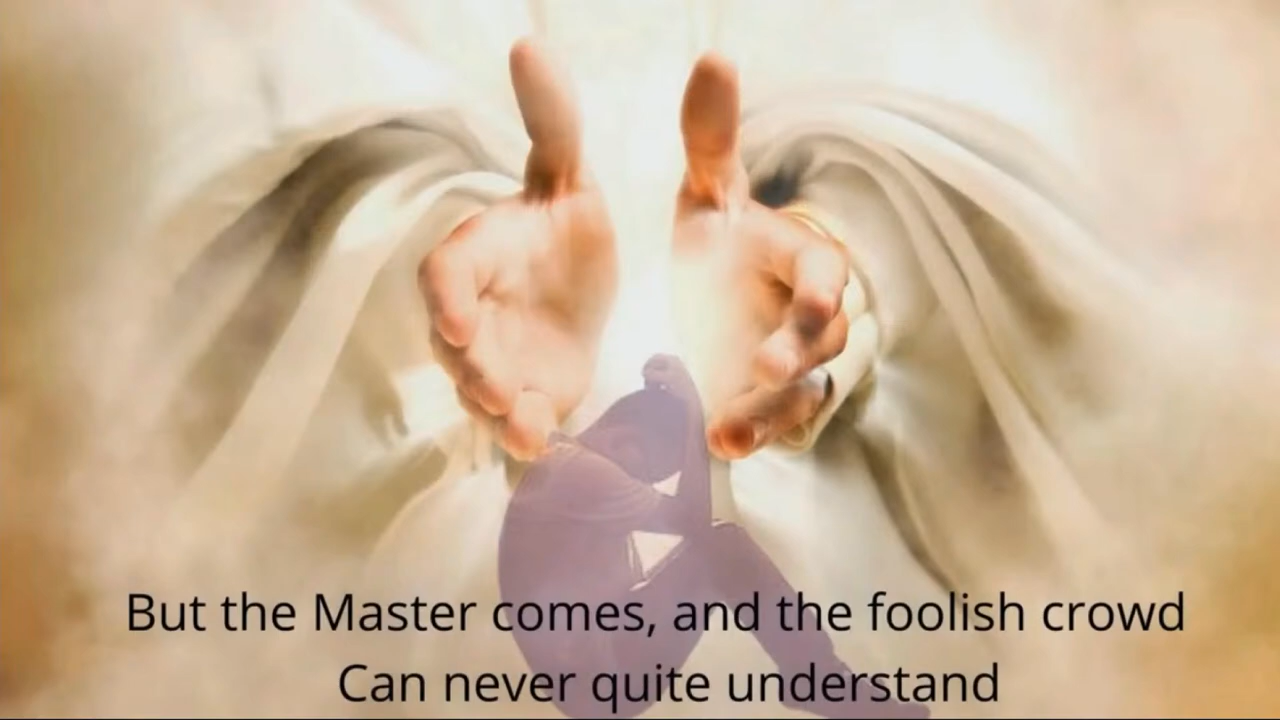 But the Master comes, and the foolish crowd
Can never quite understand